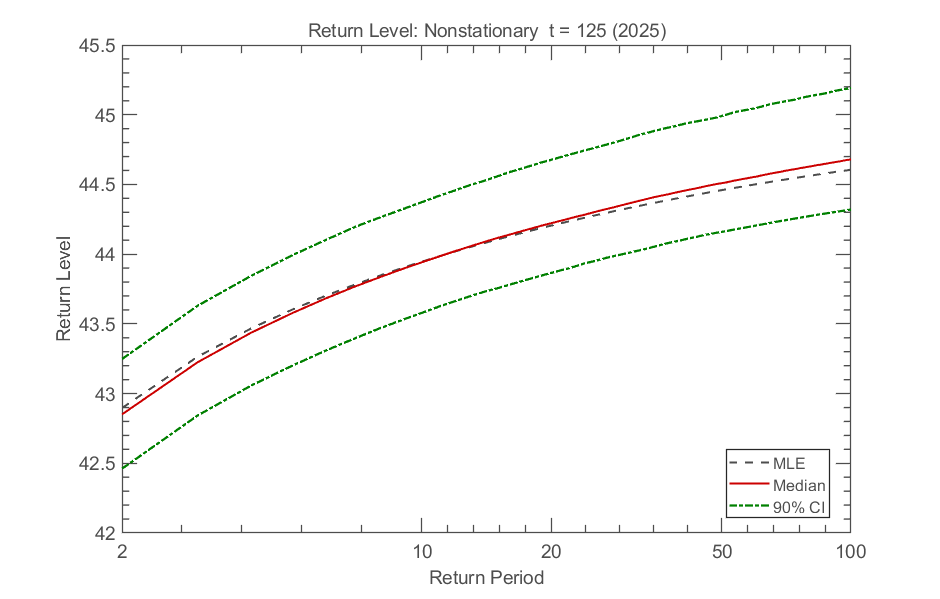 Return Level: Nonstationary  t = 125 (2025)
45.5
45
44.5
44
43.5
43
42.5
42
Return Level
2
10
20
50
100
Return Period
MLE
Median
90% CI